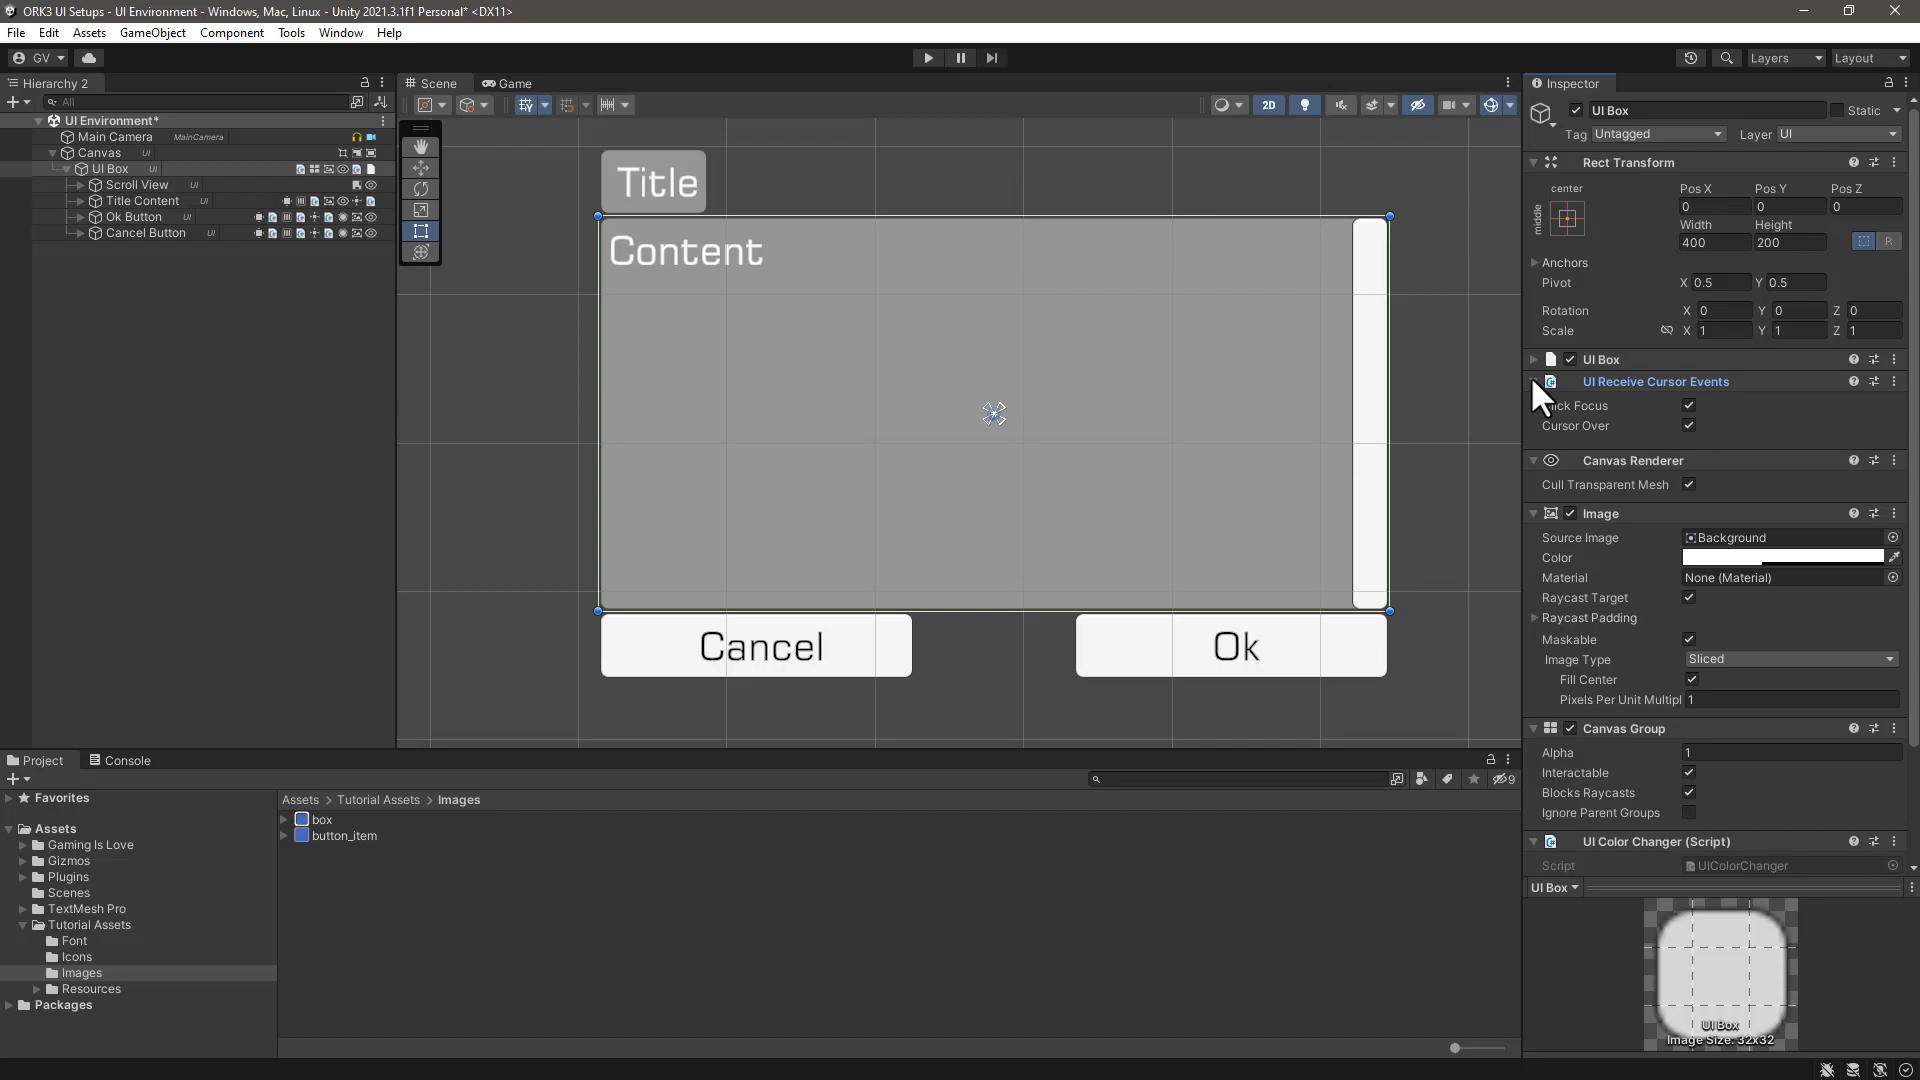 ORK3 UI Setups - UI Environment - Windows, Mac, Linux - Unity 2021.3.1f1 Personal* <DX11>
File Edit Assets GameObject Component Tools Window Help
GV
Layers Layout
Hierarchy 2
All
UI Environment*
Main Camera MainCamera
Canvas UI
UI Box UI
Scroll View UI
Title Content UI
Ok Button UI
Cancel Button UI
Scene Game
2D
Title
Content
Cancel Ok
Inspector
UI Box Static
Tag Untagged Layer UI
Rect Transform
center
middle
Pos X Pos Y Pos Z
0 0 0
Width Height
400 200
R
Anchors
Pivot X 0.5 Y 0.5
Rotation X 0 Y 0 Z 0
Scale X 1 Y 1 Z 1
UI Box
UI Receive Cursor Events
ick Focus
Cursor Over
Canvas Renderer
Cull Transparent Mesh
Image
Source Image Background
Color
Material None (Material)
Raycast Target
Raycast Padding
Maskable
Image Type Sliced
Fill Center
Pixels Per Unit Multipl 1
Canvas Group
Alpha 1
Interactable
Blocks Raycasts
Ignore Parent Groups
UI Color Changer (Script)
Script UIColorChanger
UI Box
UI Box
Image Size: 32x32
Project Console
9
Favorites
Assets
Gaming Is Love
Gizmos
Plugins
Scenes
TextMesh Pro
Tutorial Assets
Font
Icons
Images
Resources
Packages
Assets > Tutorial Assets > Images
box
button_item